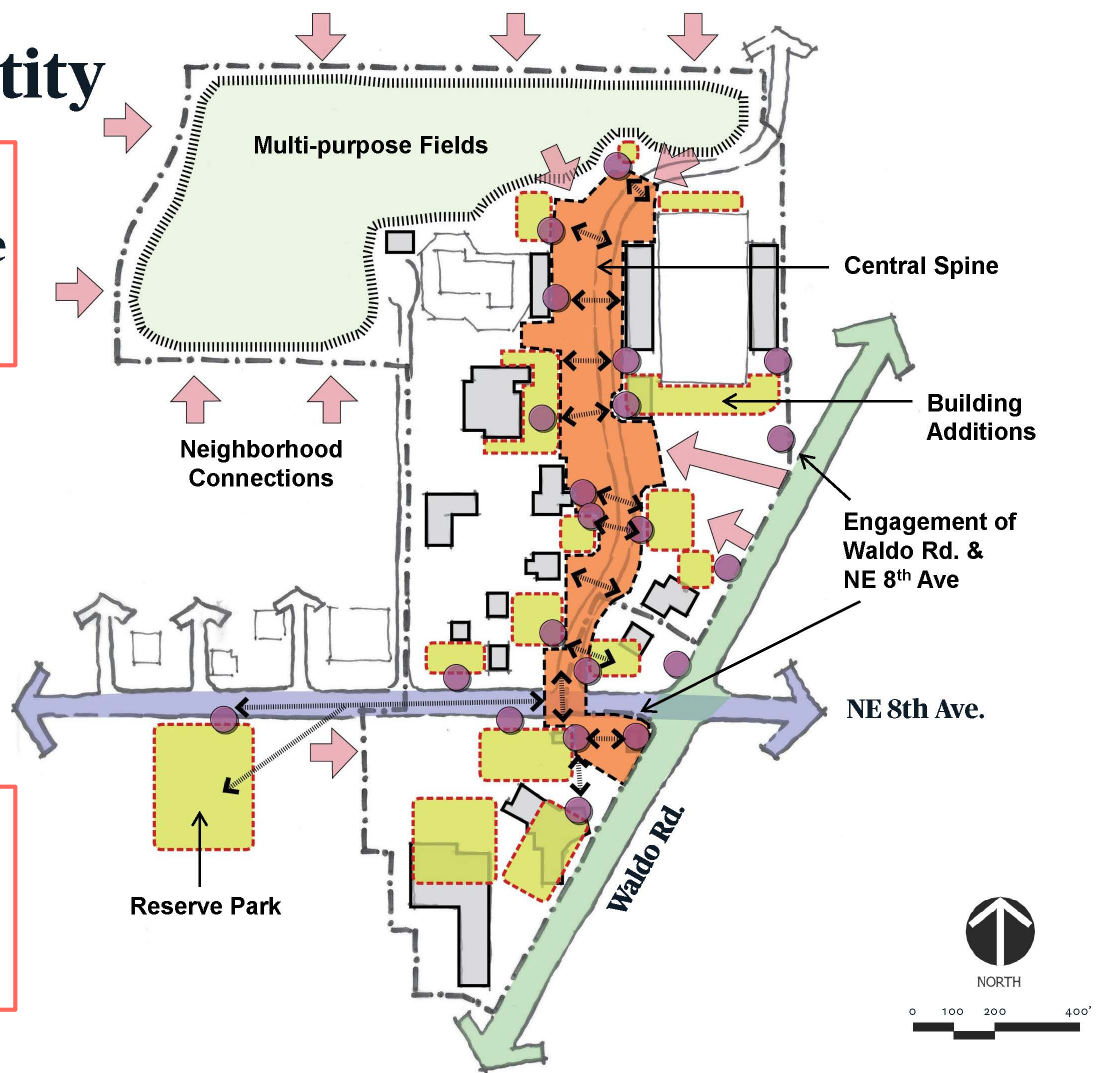 tity
e
Multi-purpose Fields
Central Spine
Building
Additions
Neighborhood
Connections
Engagement of
Waldo Rd. &
NE 8th Ave
NE 8th Ave.
Waldo Rd.
Reserve Park
NORTH
0 100 200 400'